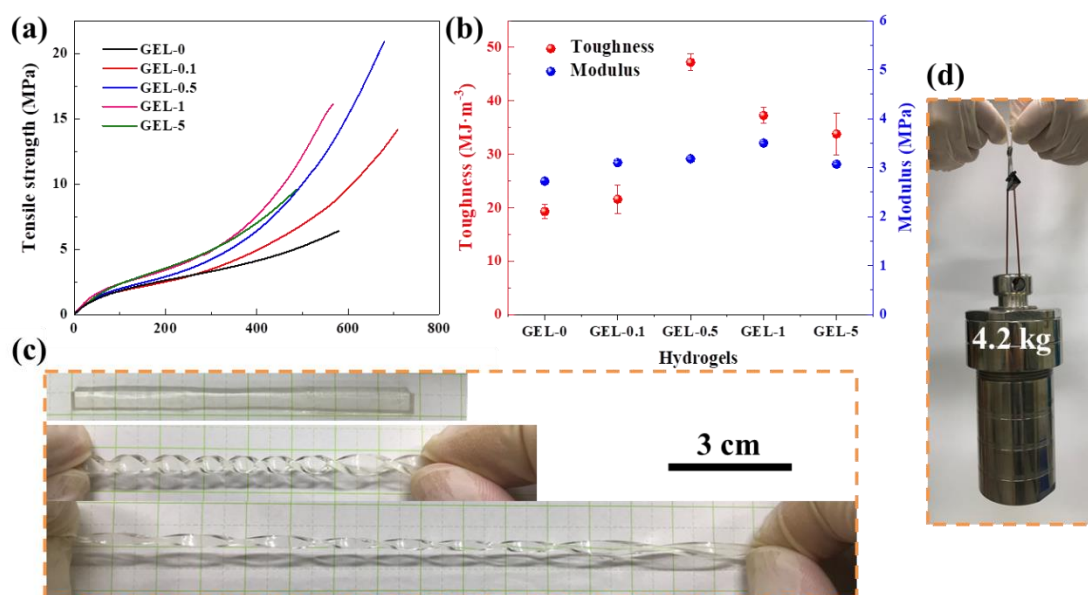 (a)
Tensile strength (MPa)
20
15
10
5
0
0
200
400
600
800
GEL-0
GEL-0.1
GEL-0.5
GEL-1
GEL-5
(b)
Toughness (MJ·m⁻³)
50
40
30
20
10
0
Toughness
Modulus
6
5
4
3
2
1
0
Modulus (MPa)
GEL-0
GEL-0.1
GEL-0.5
GEL-1
GEL-5
Hydrogels
(c)
3 cm
(d)
4.2 kg